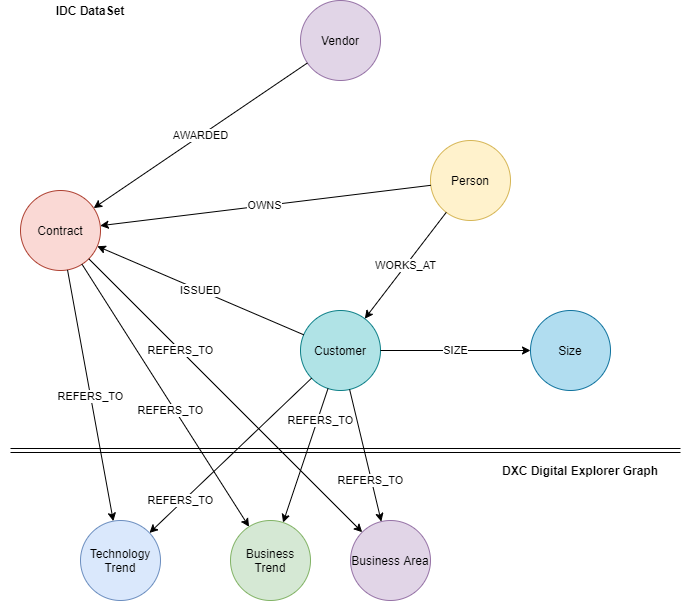 IDC DataSet
Vendor
AWARDED
Person
OWNS
Contract
WORKS_AT
ISSUED
REFERS_TO
Customer
SIZE
Size
REFERS_TO
REFERS_TO
REFERS_TO
DXC Digital Explorer Graph
REFERS_TO
REFERS_TO
Technology
Trend
Business
Trend
Business Area